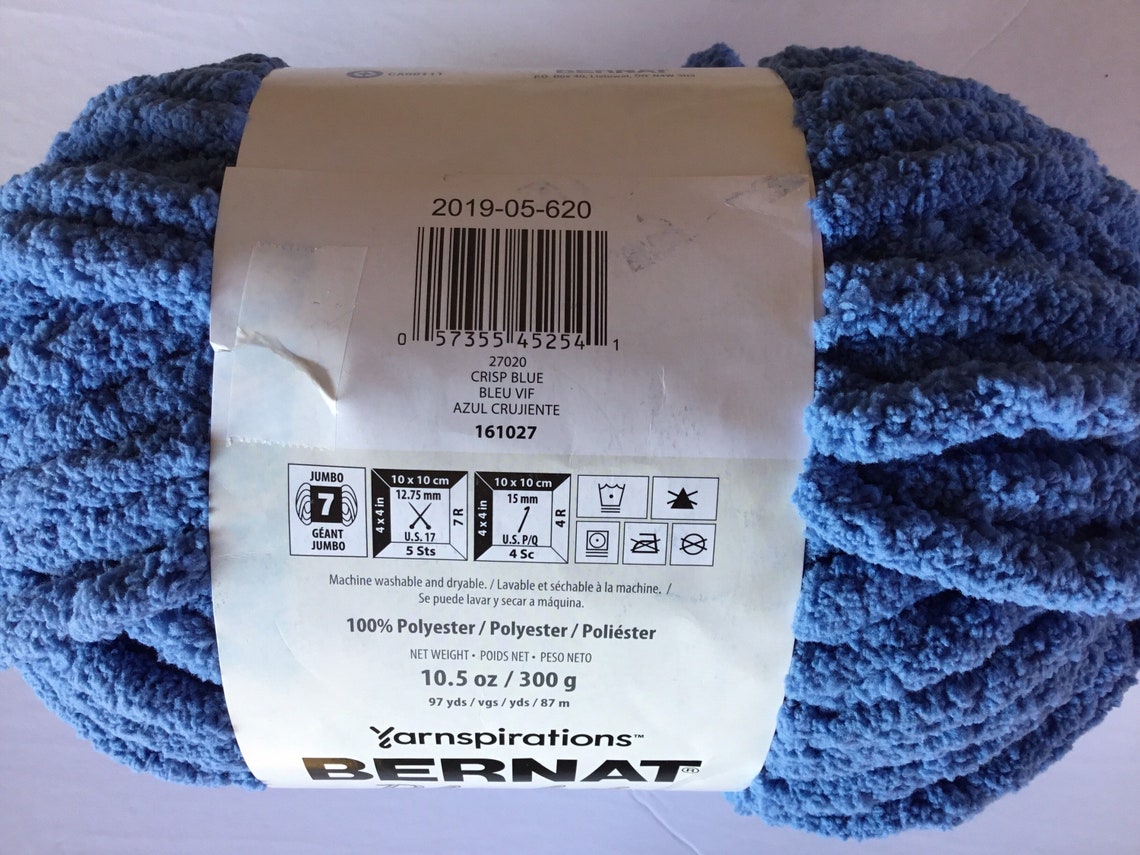 CA00111
BERNAT
2019-05-620
0 57355 45254 1
27020
CRISP BLUE
BLEU VIF
AZUL CRUJIENTE
161027
JUMBO
7
GÉANT
JUMBO
10 x 10 cm
4 x 4 in
12.75 mm
U.S. 17
7 R
5 Sts
10 x 10 cm
4 x 4 in
15 mm
U.S. P/Q
4 R
4 Sc
Machine washable and dryable. / Lavable et séchable à la machine. /
Se puede lavar y secar a máquina.
100% Polyester / Polyester / Poliéster
NET WEIGHT • POIDS NET • PESO NETO
10.5 oz / 300 g
97 yds / vgs / yds / 87 m
Yarnspirations™
BERNAT®